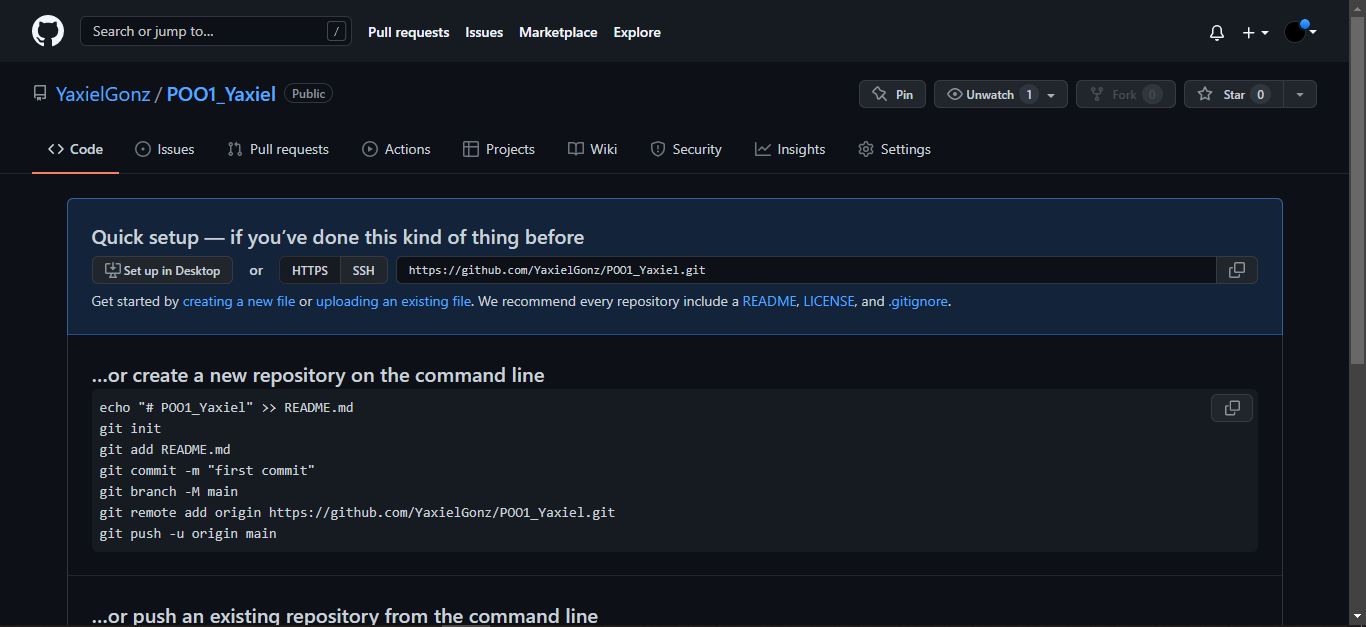 Search or jump to... / Pull requests Issues Marketplace Explore
YaxielGonz / POO1_Yaxiel Public Pin Unwatch 1 Fork 0 Star 0
Code Issues Pull requests Actions Projects Wiki Security Insights Settings
Quick setup — if you’ve done this kind of thing before
Set up in Desktop or HTTPS SSH https://github.com/YaxielGonz/POO1_Yaxiel.git
Get started by creating a new file or uploading an existing file. We recommend every repository include a README, LICENSE, and .gitignore.
...or create a new repository on the command line
echo "# POO1_Yaxiel" >> README.md
git init
git add README.md
git commit -m "first commit"
git branch -M main
git remote add origin https://github.com/YaxielGonz/POO1_Yaxiel.git
git push -u origin main
...or push an existing repository from the command line